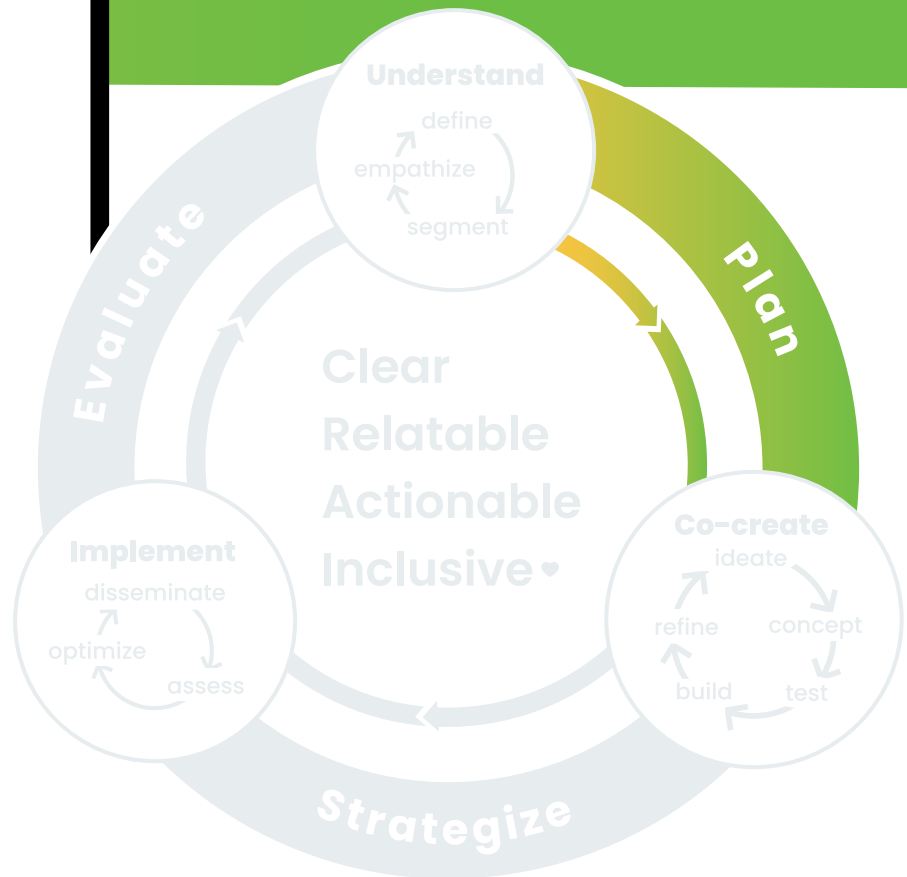 Understand
define
empathize
segment
Plan
Evaluate
Clear
Relatable
Actionable
Inclusive
Co-create
ideate
refine
concept
build
test
Implement
disseminate
optimize
assess
Strategize